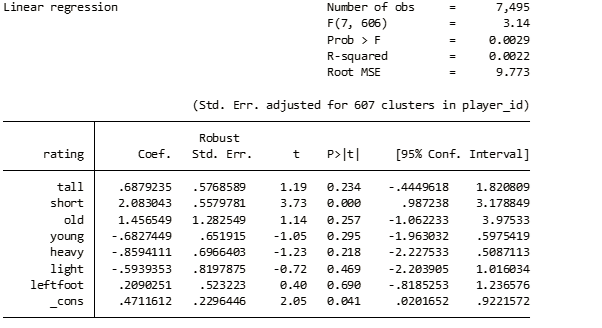 Linear regression Number of obs = 7,495
F(7, 606) = 3.14
Prob > F = 0.0029
R-squared = 0.0022
Root MSE = 9.773
(Std. Err. adjusted for 607 clusters in player_id)
Robust
rating Coef. Std. Err. t P>|t| [95% Conf. Interval]
tall .6879235 .5768589 1.19 0.234 -.4449618 1.820809
short 2.083043 .5579781 3.73 0.000 .987238 3.178849
old 1.456549 1.282549 1.14 0.257 -1.062233 3.97533
young -.6827449 .651915 -1.05 0.295 -1.963032 .5975419
heavy -.8594111 .6966403 -1.23 0.218 -2.227533 .5087113
light -.5939353 .8197875 -0.72 0.469 -2.203905 1.016034
leftfoot .2090251 .523223 0.40 0.690 -.8185253 1.236576
_cons .4711612 .2296446 2.05 0.041 .0201652 .9221572